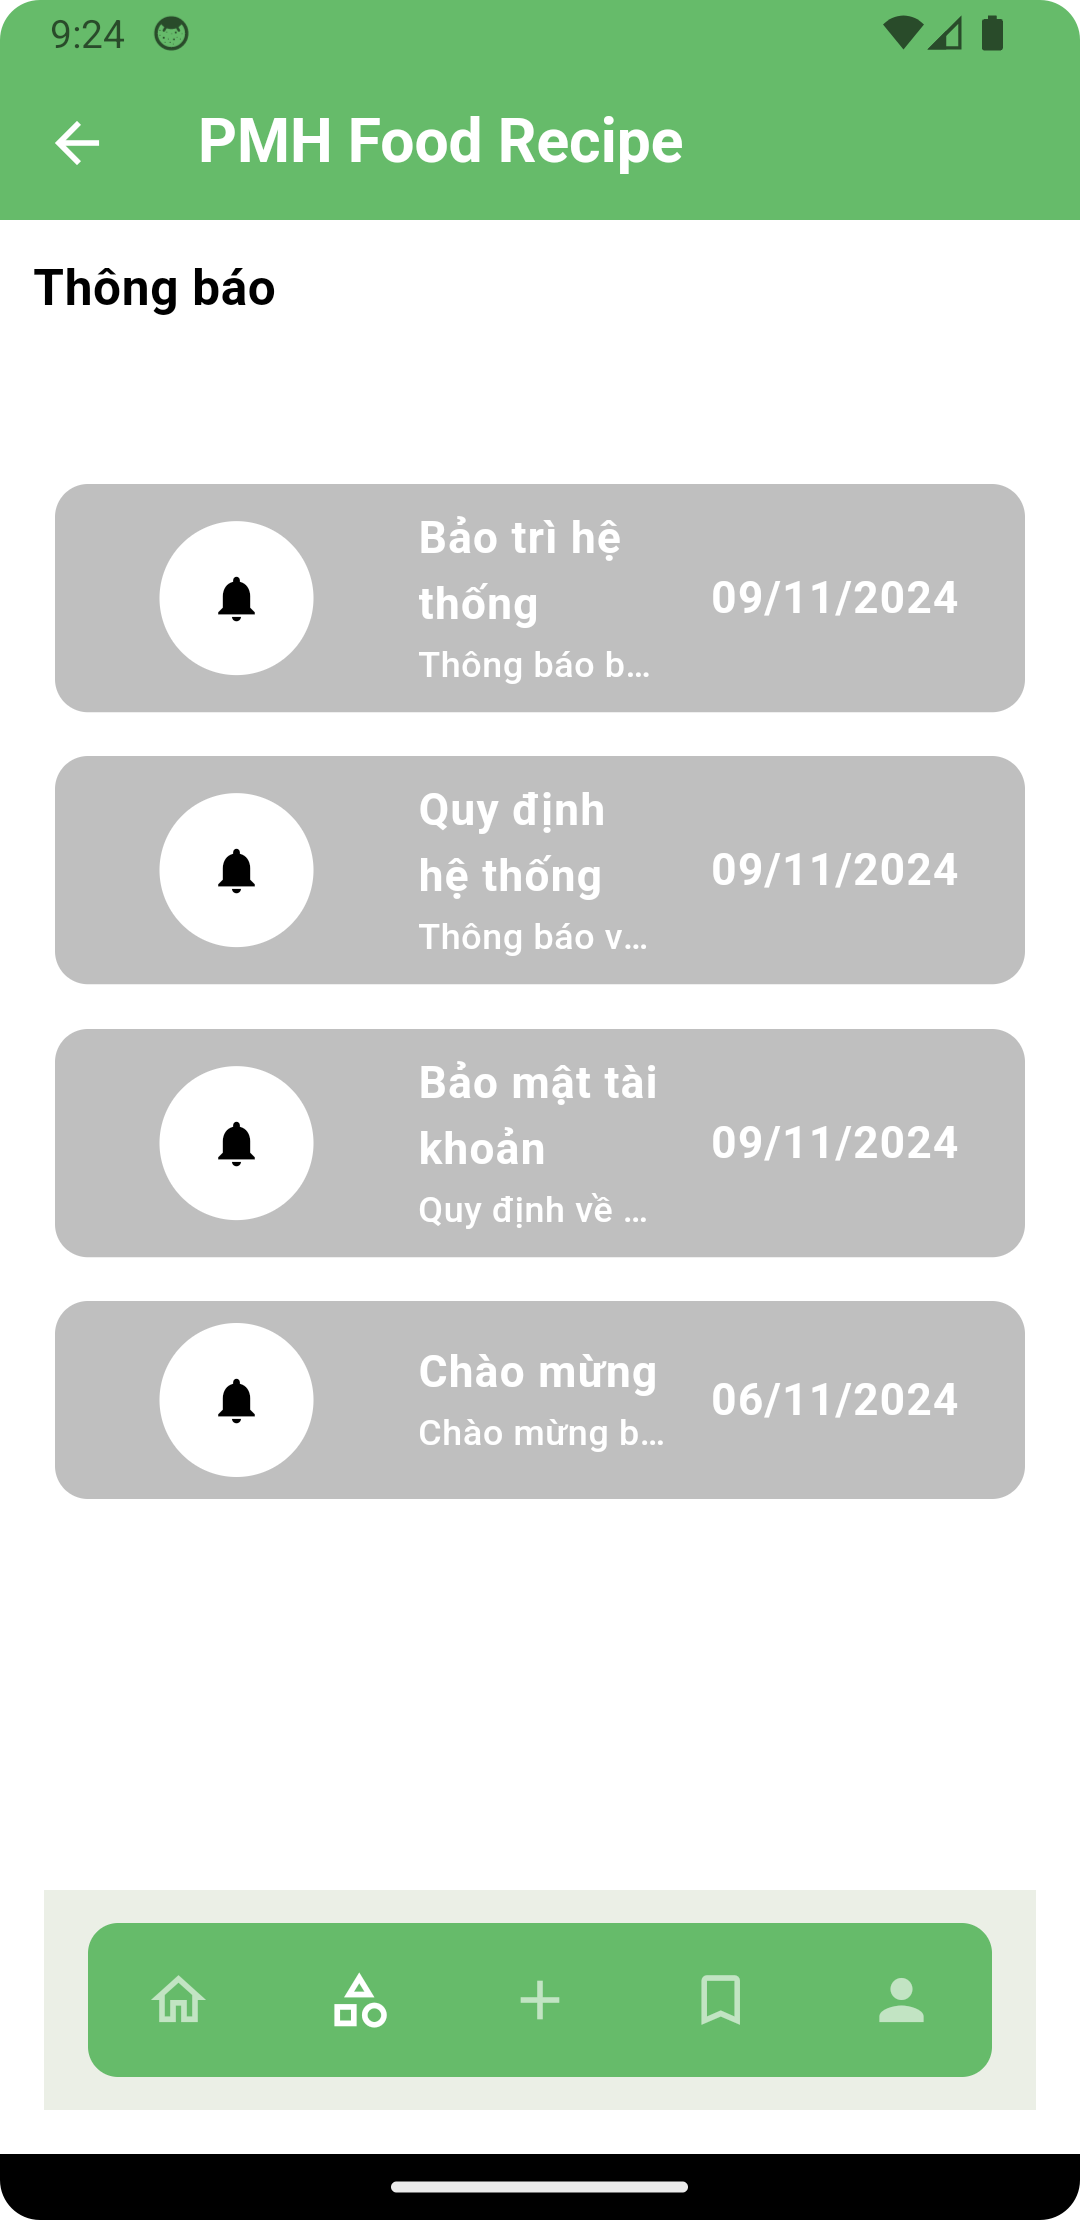 9:24
PMH Food Recipe
Thông báo
Bảo trì hệ
thống
Thông báo b...
09/11/2024
Quy định
hệ thống
Thông báo v...
09/11/2024
Bảo mật tài
khoản
Quy định về ...
09/11/2024
Chào mừng
Chào mừng b...
06/11/2024